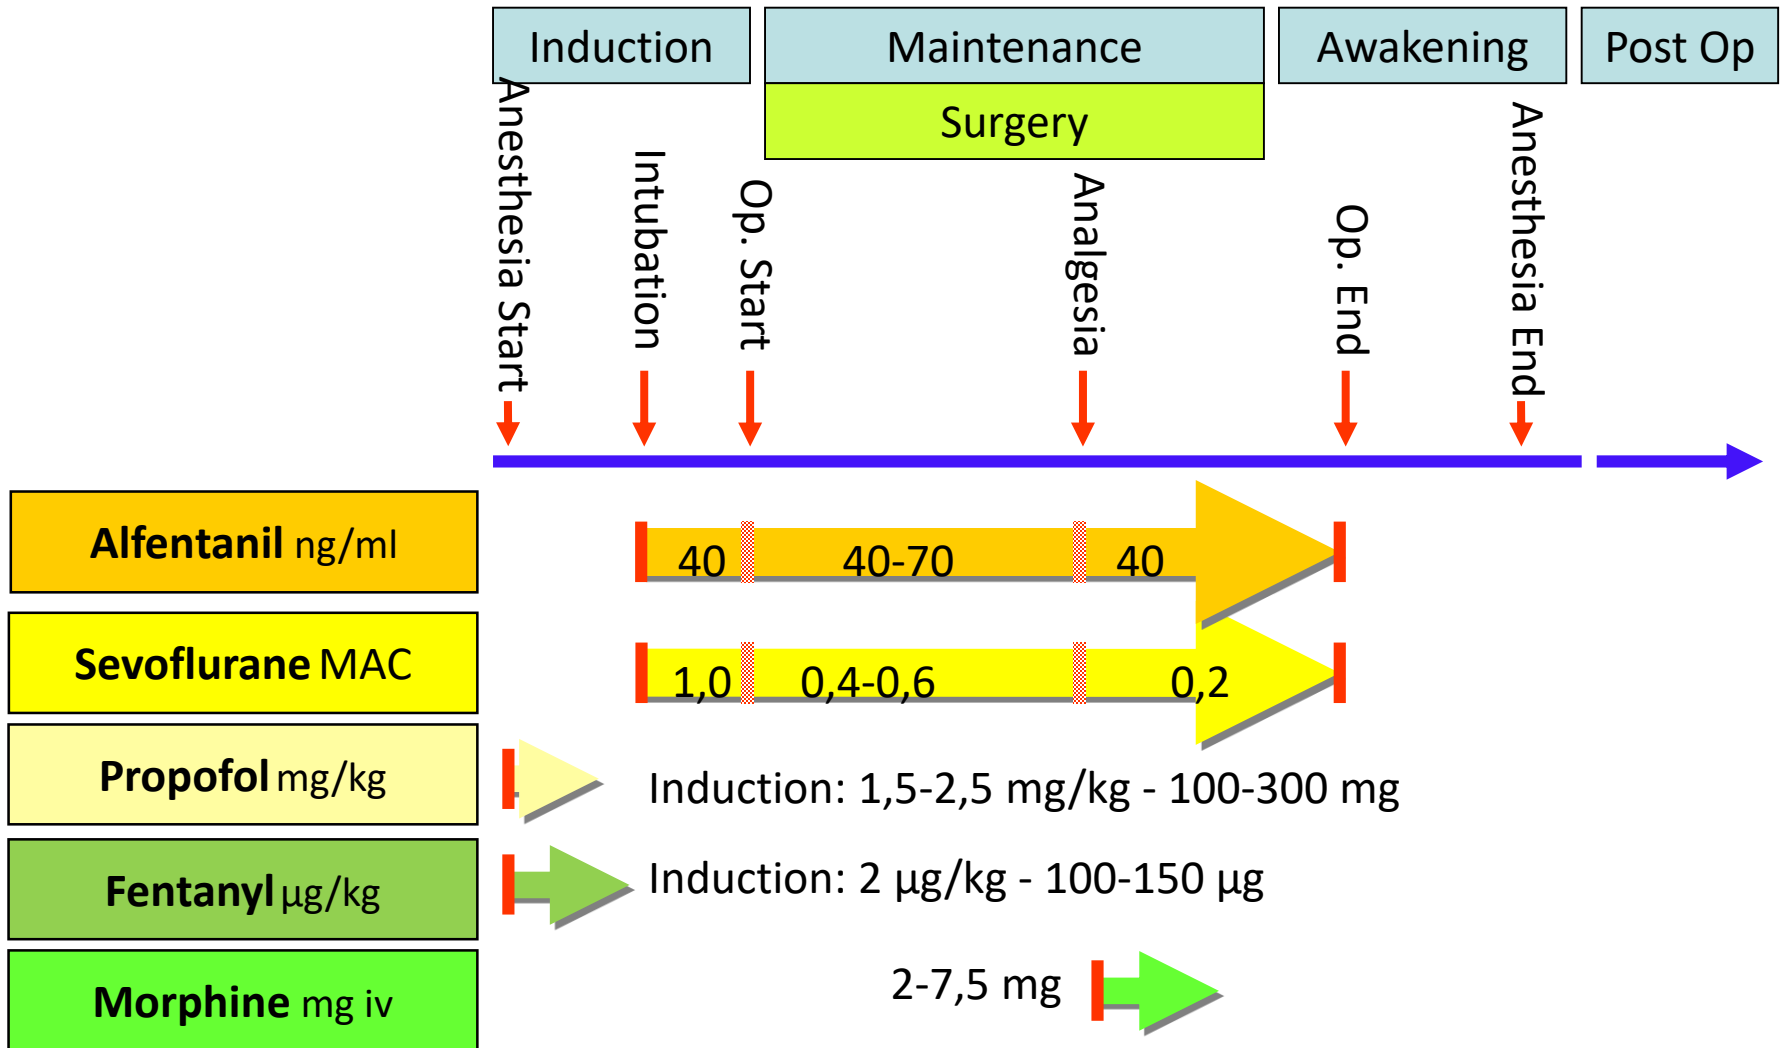 Induction
Maintenance
Awakening
Post Op
Surgery
Anesthesia Start
Intubation
Op. Start
Analgesia
Op. End
Anesthesia End
Alfentanil ng/ml
40
40-70
40
Sevoflurane MAC
1,0
0,4-0,6
0,2
Propofol mg/kg
Induction: 1,5-2,5 mg/kg - 100-300 mg
Fentanyl µg/kg
Induction: 2 µg/kg - 100-150 µg
Morphine mg iv
2-7,5 mg